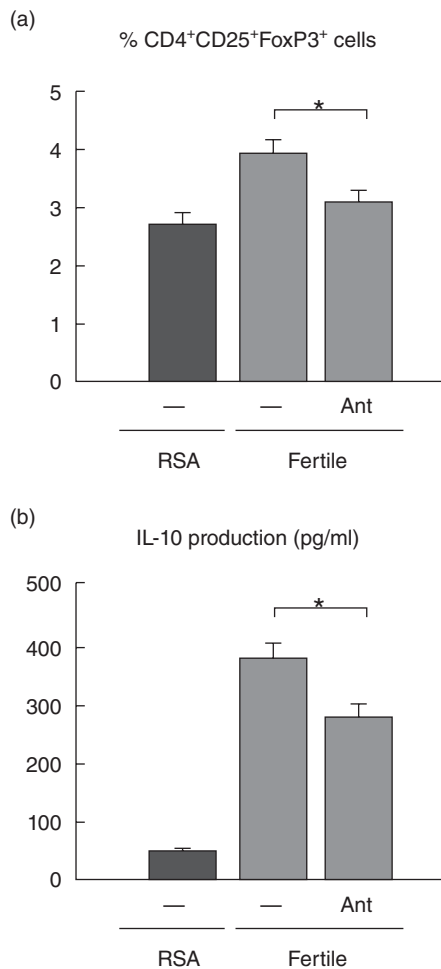 (a)
% CD4⁺CD25⁺FoxP3⁺ cells
5
4
3
2
1
0
*
— — Ant
RSA Fertile
(b)
IL-10 production (pg/ml)
500
400
300
200
100
0
*
— — Ant
RSA Fertile